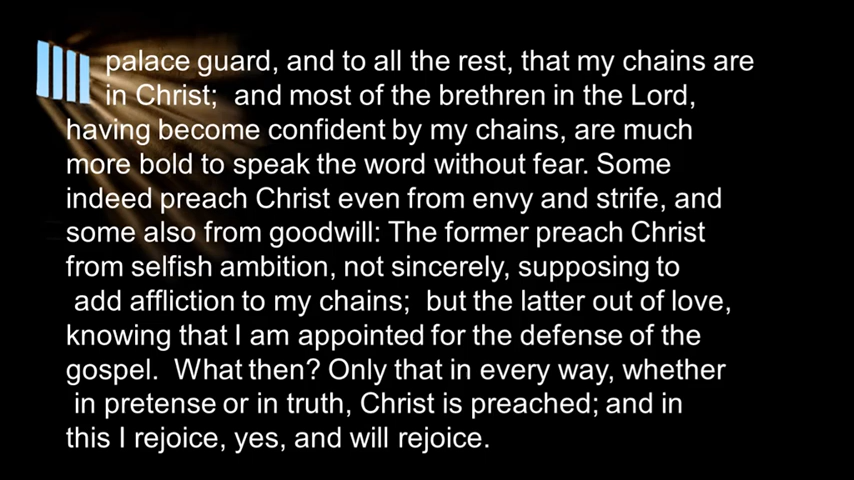 palace guard, and to all the rest, that my chains are
in Christ; and most of the brethren in the Lord,
having become confident by my chains, are much
more bold to speak the word without fear. Some
indeed preach Christ even from envy and strife, and
some also from goodwill: The former preach Christ
from selfish ambition, not sincerely, supposing to
add affliction to my chains; but the latter out of love,
knowing that I am appointed for the defense of the
gospel. What then? Only that in every way, whether
in pretense or in truth, Christ is preached; and in
this I rejoice, yes, and will rejoice.